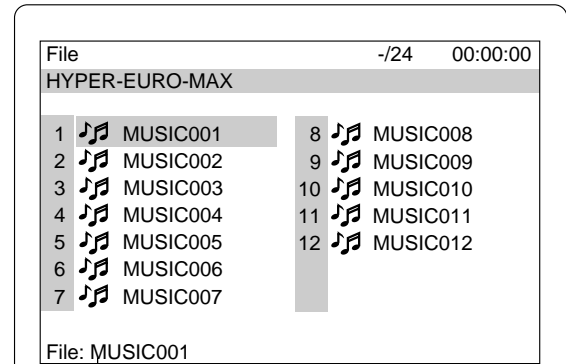 File -/24 00:00:00
HYPER-EURO-MAX
1 MUSIC001
2 MUSIC002
3 MUSIC003
4 MUSIC004
5 MUSIC005
6 MUSIC006
7 MUSIC007
8 MUSIC008
9 MUSIC009
10 MUSIC010
11 MUSIC011
12 MUSIC012
File: MUSIC001